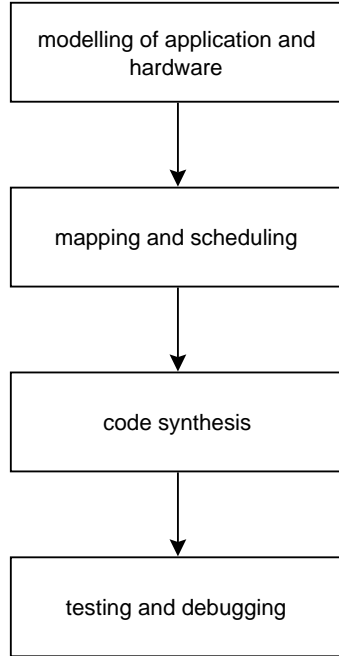 modelling of application and
hardware
mapping and scheduling
code synthesis
testing and debugging